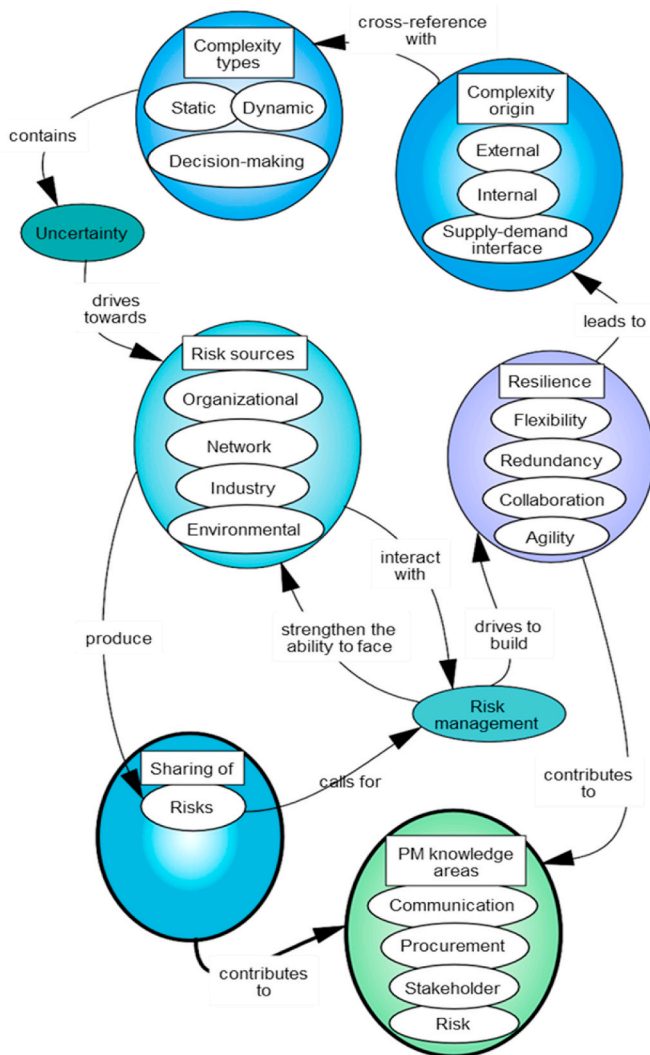 cross-reference
with
Complexity
types
Static
Dynamic
Decision-making
Complexity
origin
External
Internal
Supply-demand
interface
contains
Uncertainty
drives
towards
leads to
Risk sources
Organizational
Network
Industry
Environmental
Resilience
Flexibility
Redundancy
Collaboration
Agility
interact
with
strengthen the
ability to face
drives to
build
produce
Risk
management
Sharing of
Risks
calls for
contributes
to
PM knowledge
areas
Communication
Procurement
Stakeholder
Risk
contributes
to